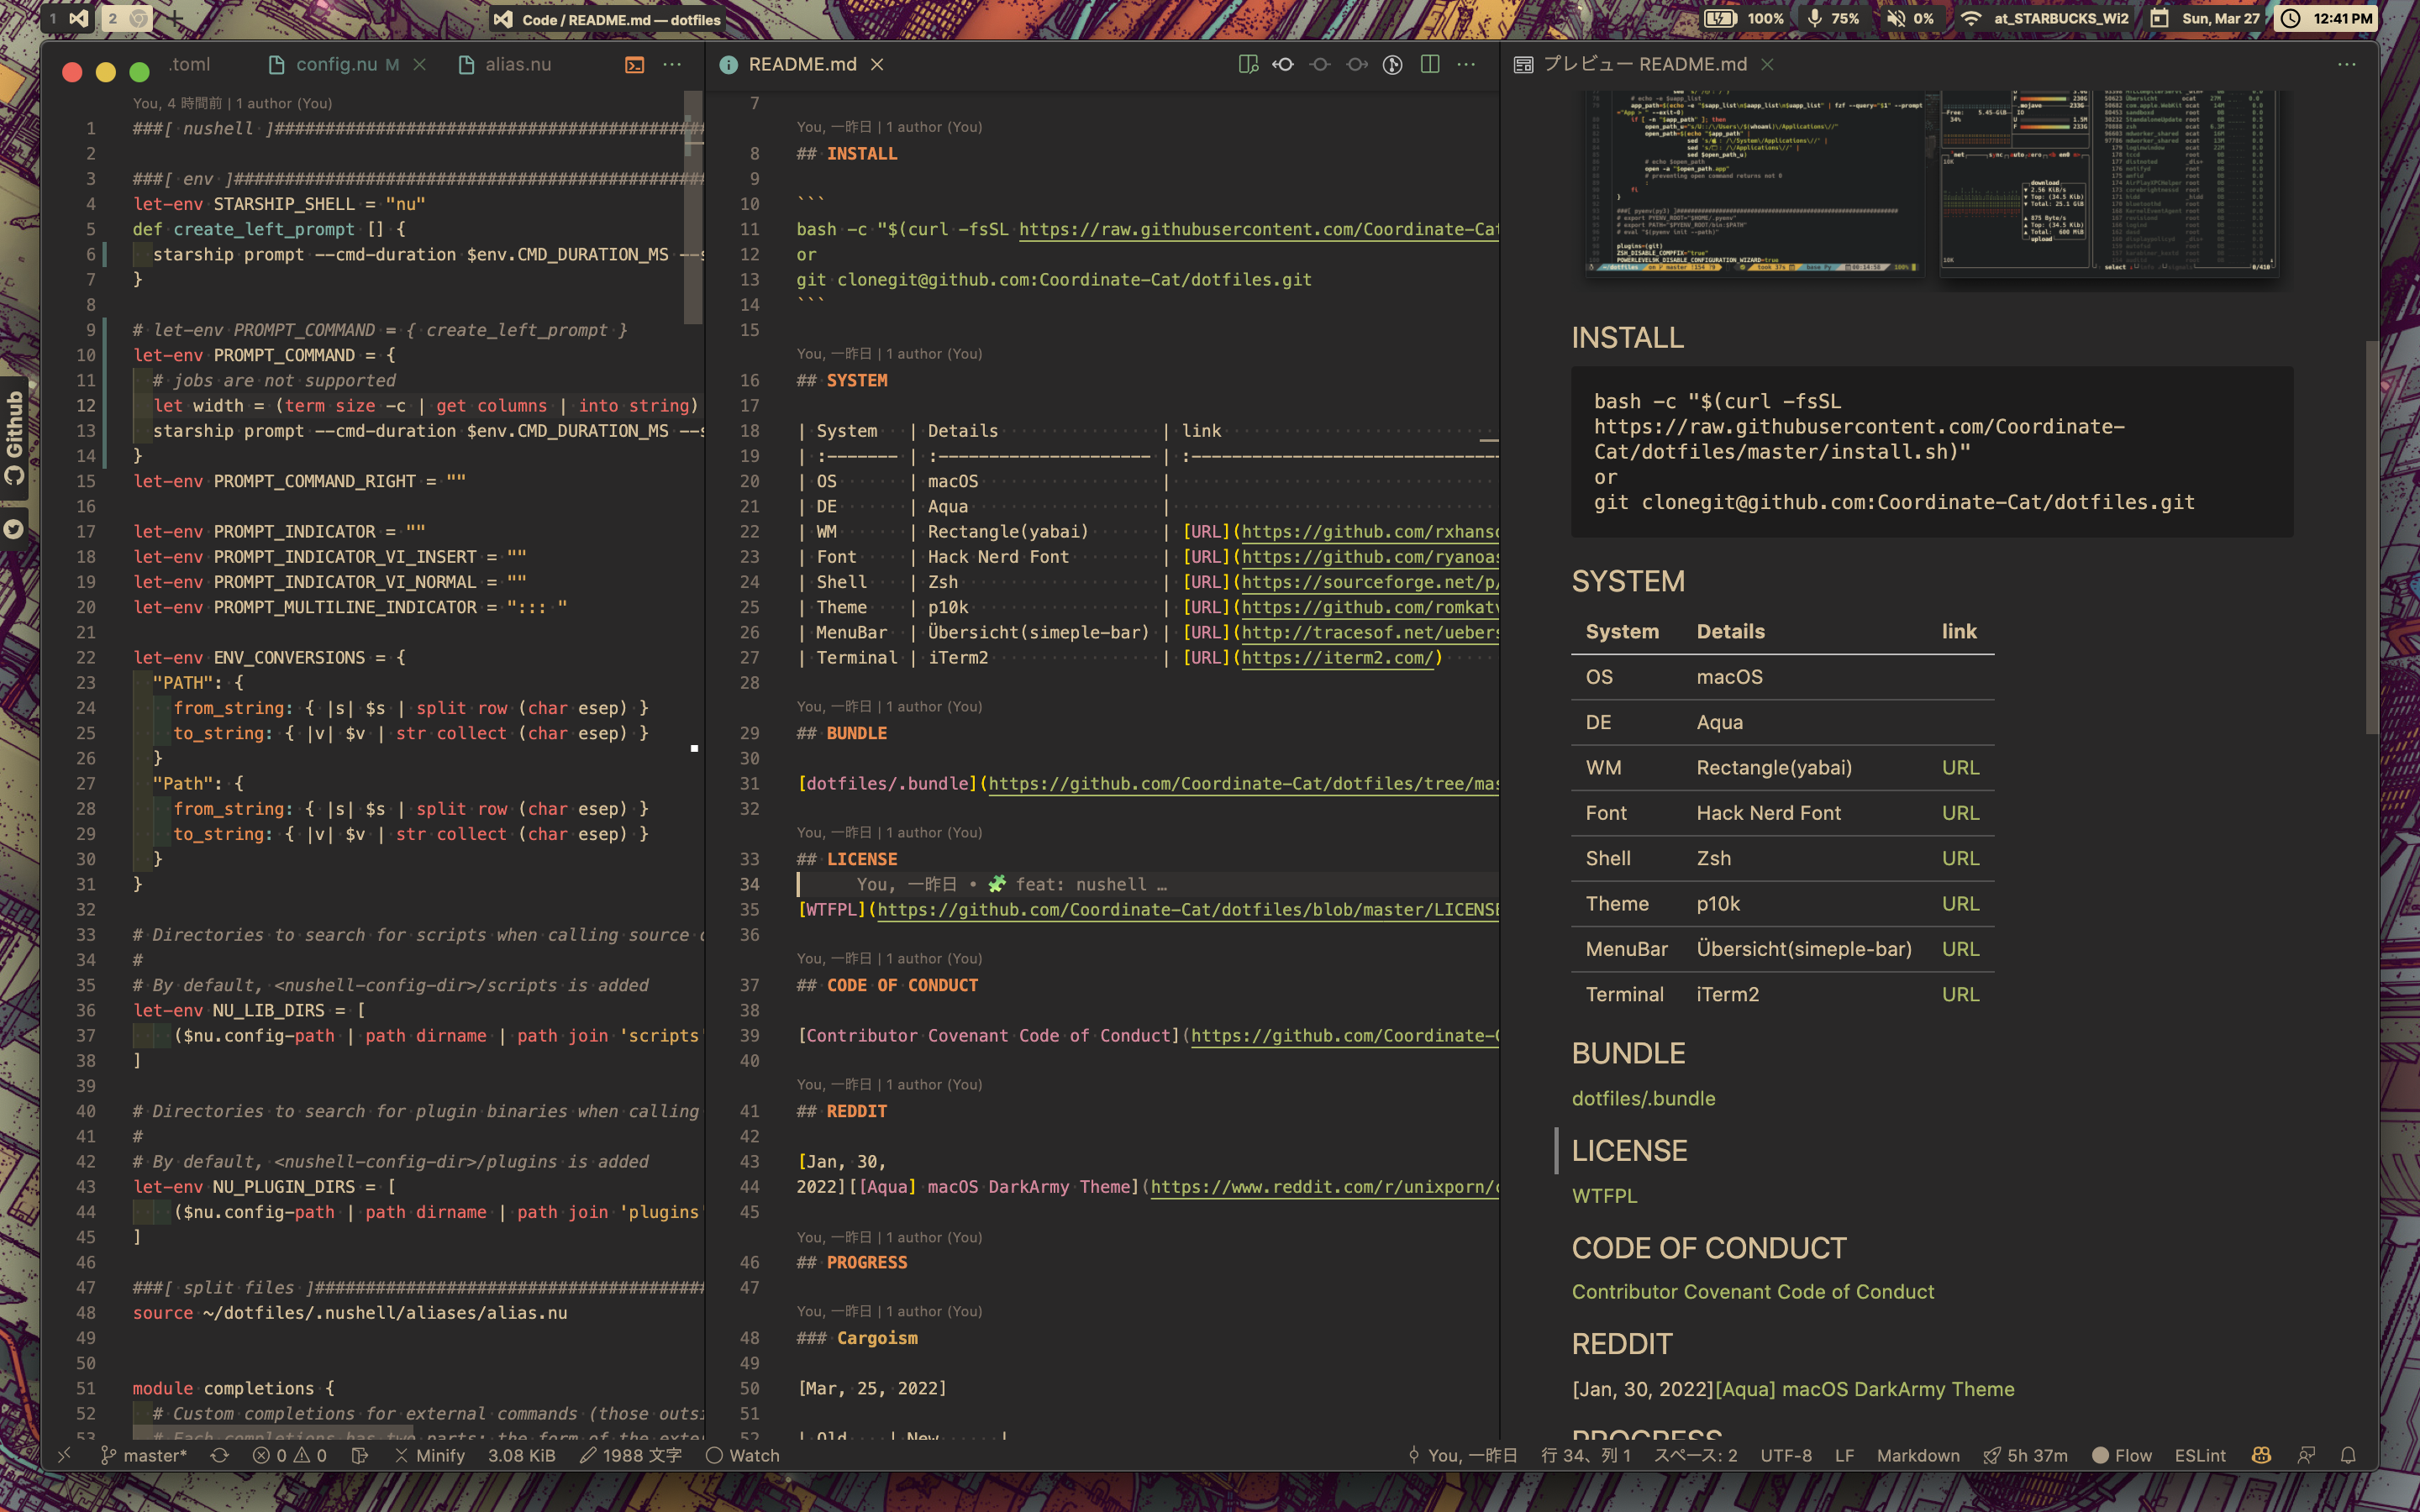 1
2
Code / README.md — dotfiles
100%
75%
0%
at_STARBUCKS_Wi2
Sun, Mar 27
12:41 PM
Github
.toml
config.nu M
alias.nu
You, 4 時間前 | 1 author (You)
1 ###[ nushell ]##########################################
2
3 ###[ env ]##############################################
4 let-env STARSHIP_SHELL = "nu"
5 def create_left_prompt [] {
6 starship prompt --cmd-duration $env.CMD_DURATION_MS --s
7 }
8
9 # let-env PROMPT_COMMAND = { create_left_prompt }
10 let-env PROMPT_COMMAND = {
11 # jobs are not supported
12 let width = (term size -c | get columns | into string)
13 starship prompt --cmd-duration $env.CMD_DURATION_MS --s
14 }
15 let-env PROMPT_COMMAND_RIGHT = ""
16
17 let-env PROMPT_INDICATOR = ""
18 let-env PROMPT_INDICATOR_VI_INSERT = ""
19 let-env PROMPT_INDICATOR_VI_NORMAL = ""
20 let-env PROMPT_MULTILINE_INDICATOR = "::: "
21
22 let-env ENV_CONVERSIONS = {
23 "PATH": {
24 from_string: { |s| $s | split row (char esep) }
25 to_string: { |v| $v | str collect (char esep) }
26 }
27 "Path": {
28 from_string: { |s| $s | split row (char esep) }
29 to_string: { |v| $v | str collect (char esep) }
30 }
31 }
32
33 # Directories to search for scripts when calling source
34 #
35 # By default, <nushell-config-dir>/scripts is added
36 let-env NU_LIB_DIRS = [
37 ($nu.config-path | path dirname | path join 'scripts'
38 ]
39
40 # Directories to search for plugin binaries when calling
41 #
42 # By default, <nushell-config-dir>/plugins is added
43 let-env NU_PLUGIN_DIRS = [
44 ($nu.config-path | path dirname | path join 'plugins'
45 ]
46
47 ###[ split files ]######################################
48 source ~/dotfiles/.nushell/aliases/alias.nu
49
50
51 module completions {
52 # Custom completions for external commands (those outsi
53 # Each completions has two parts: the form of the exter
README.md
7
You, 一昨日 | 1 author (You)
8 ## INSTALL
9
10 ```
11 bash -c "$(curl -fsSL https://raw.githubusercontent.com/Coordinate-Cat
12 or
13 git clonegit@github.com:Coordinate-Cat/dotfiles.git
14 ```
15
You, 一昨日 | 1 author (You)
16 ## SYSTEM
17
18 | System | Details | link
19 | :------- | :--------------------- | :-------------------------------
20 | OS | macOS |
21 | DE | Aqua |
22 | WM | Rectangle(yabai) | [URL](https://github.com/rxhanso
23 | Font | Hack Nerd Font | [URL](https://github.com/ryanoas
24 | Shell | Zsh | [URL](https://sourceforge.net/p/
25 | Theme | p10k | [URL](https://github.com/romkatv
26 | MenuBar | Übersicht(simeple-bar) | [URL](http://tracesof.net/uebers
27 | Terminal | iTerm2 | [URL](https://iterm2.com/)
28
You, 一昨日 | 1 author (You)
29 ## BUNDLE
30
31 [dotfiles/.bundle](https://github.com/Coordinate-Cat/dotfiles/tree/mas
32
You, 一昨日 | 1 author (You)
33 ## LICENSE
34 You, 一昨日 • 🧩 feat: nushell …
35 [WTFPL](https://github.com/Coordinate-Cat/dotfiles/blob/master/LICENSE
36
You, 一昨日 | 1 author (You)
37 ## CODE OF CONDUCT
38
39 [Contributor Covenant Code of Conduct](https://github.com/Coordinate-C
40
You, 一昨日 | 1 author (You)
41 ## REDDIT
42
43 [Jan, 30,
44 2022][[Aqua] macOS DarkArmy Theme](https://www.reddit.com/r/unixporn/c
45
You, 一昨日 | 1 author (You)
46 ## PROGRESS
47
You, 一昨日 | 1 author (You)
48 ### Cargoism
49
50 [Mar, 25, 2022]
51
52 | Old | New |
プレビュー README.md
INSTALL
bash -c "$(curl -fsSL
https://raw.githubusercontent.com/Coordinate-
Cat/dotfiles/master/install.sh)"
or
git clonegit@github.com:Coordinate-Cat/dotfiles.git
SYSTEM
System Details link
OS macOS
DE Aqua
WM Rectangle(yabai) URL
Font Hack Nerd Font URL
Shell Zsh URL
Theme p10k URL
MenuBar Übersicht(simeple-bar) URL
Terminal iTerm2 URL
BUNDLE
dotfiles/.bundle
LICENSE
WTFPL
CODE OF CONDUCT
Contributor Covenant Code of Conduct
REDDIT
[Jan, 30, 2022][Aqua] macOS DarkArmy Theme
PROGRESS
master*
0 0
Minify
3.08 KiB
1988 文字
Watch
You, 一昨日
行 34、列 1
スペース: 2
UTF-8
LF
Markdown
5h 37m
Flow
ESLint